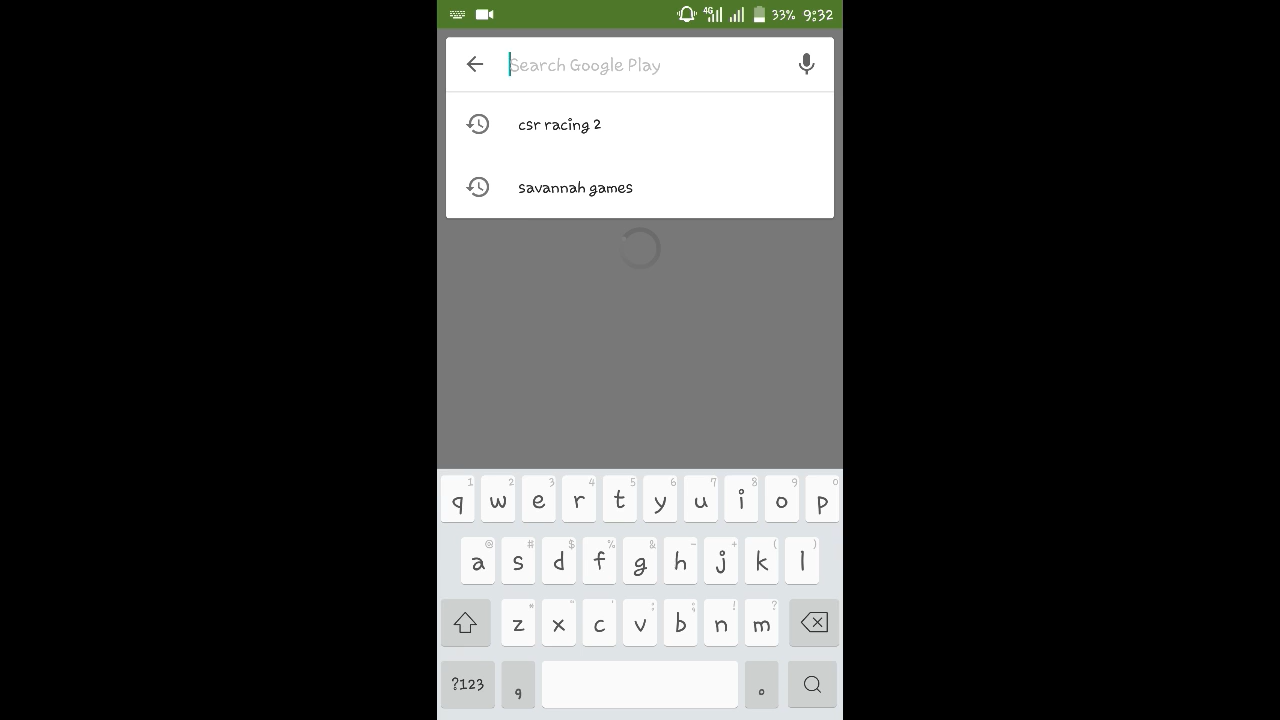 4G 33% 9:32
Search Google Play
csr racing 2
savannah games
1 2 3 4 5 6 7 8 9 0
q w e r t y u i o p
@ # $ % & - + ( )
a s d f g h j k l
* " ' : ; ! ?
z x c v b n m
?123 , .